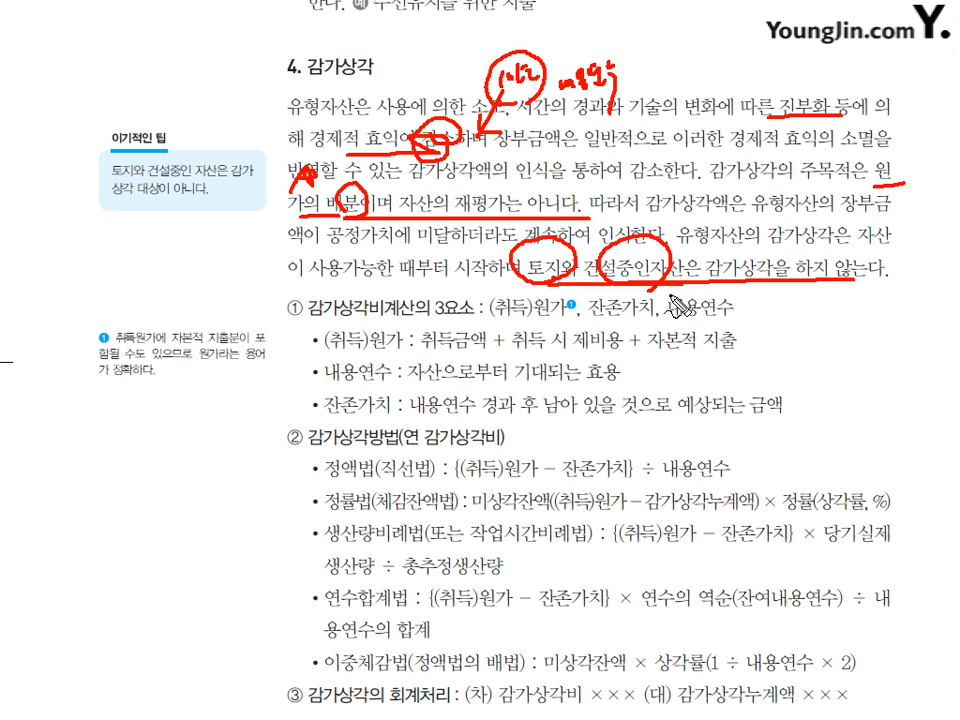 한다. ㉣ 수선유지를 위한 지출
YoungJin.com Y.
4. 감가상각
유형자산은 사용에 의한 소모, 시간의 경과와 기술의 변화에 따른 진부화 등에 의
해 경제적 효익이 감소하며 장부금액은 일반적으로 이러한 경제적 효익의 소멸을
반영할 수 있는 감가상각액의 인식을 통하여 감소한다. 감가상각의 주목적은 원
가의 배분이며 자산의 재평가는 아니다. 따라서 감가상각액은 유형자산의 장부금
액이 공정가치에 미달하더라도 계속하여 인식한다. 유형자산의 감가상각은 자산
이 사용가능한 때부터 시작하며 토지와 건설중인자산은 감가상각을 하지 않는다.
이기적인 팁
토지와 건설중인 자산은 감가
상각 대상이 아니다.
① 감가상각비계산의 3요소 : (취득)원가❶, 잔존가치, 내용연수
• (취득)원가 : 취득금액 + 취득 시 제비용 + 자본적 지출
• 내용연수 : 자산으로부터 기대되는 효용
• 잔존가치 : 내용연수 경과 후 남아 있을 것으로 예상되는 금액
❶ 취득원가에 자본적 지출분이 포
함될 수도 있으므로 원가라는 용어
가 정확하다.
② 감가상각방법(연 감가상각비)
• 정액법(직선법) : {(취득)원가 − 잔존가치} ÷ 내용연수
• 정률법(체감잔액법) : 미상각잔액((취득)원가 − 감가상각누계액) × 정률(상각률, %)
• 생산량비례법(또는 작업시간비례법) : {(취득)원가 − 잔존가치} × 당기실제
생산량 ÷ 총추정생산량
• 연수합계법 : {(취득)원가 − 잔존가치} × 연수의 역순(잔여내용연수) ÷ 내
용연수의 합계
• 이중체감법(정액법의 배법) : 미상각잔액 × 상각률(1 ÷ 내용연수 × 2)
③ 감가상각의 회계처리 : (차) 감가상각비 ××× (대) 감가상각누계액 ×××